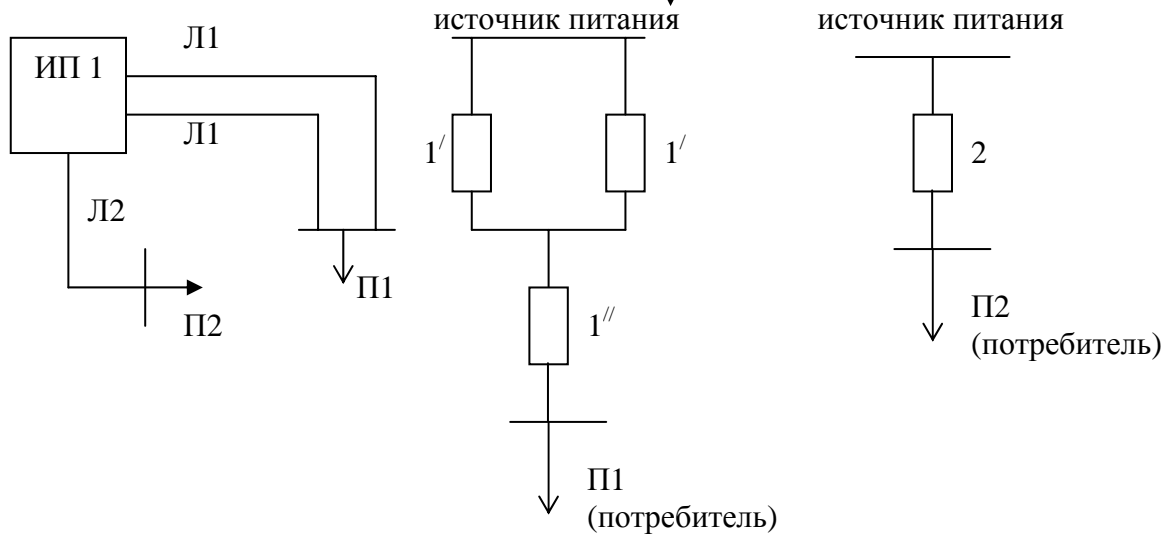 источник питания
источник питания
ИП 1
Л1
Л1
Л2
П1
П2
1/
1/
1//
П1
(потребитель)
2
П2
(потребитель)